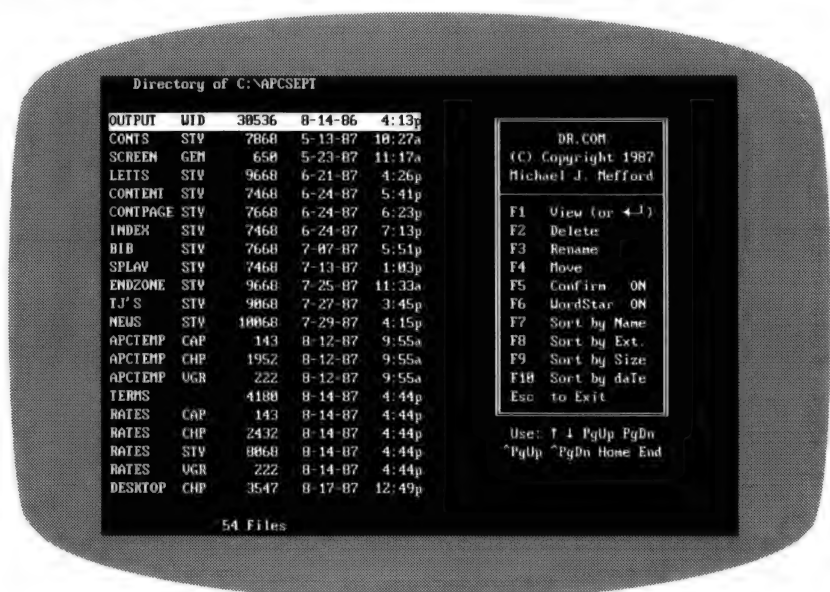 Directory of C:\APCSEPT
OUTPUT WID 30536 8-14-86 4:13p
CONTS STY 7868 5-13-87 10:27a
SCREEN GEM 650 5-23-87 11:17a
LETTS STY 9668 6-21-87 4:26p
CONTENT STY 7468 6-24-87 5:41p
CONTPAGE STY 7668 6-24-87 6:23p
INDEX STY 7468 6-24-87 7:13p
BIB STY 7668 7-07-87 5:51p
SPLAY STY 7468 7-13-87 1:03p
ENDZONE STY 9668 7-25-87 11:33a
TJ'S STY 9068 7-27-87 3:45p
NEWS STY 10068 7-29-87 4:15p
APCTEMP CAP 143 8-12-87 9:55a
APCTEMP CHP 1952 8-12-87 9:55a
APCTEMP VGR 222 8-12-87 9:55a
TERMS 4180 8-14-87 4:44p
RATES CAP 143 8-14-87 4:44p
RATES CHP 2432 8-14-87 4:44p
RATES STY 8068 8-14-87 4:44p
RATES VGR 222 8-14-87 4:44p
DESKTOP CHP 3547 8-17-87 12:49p
54 Files
DR.COM
(C) Copyright 1987
Michael J. Mefford
F1 View (or ←┘)
F2 Delete
F3 Rename
F4 Move
F5 Confirm ON
F6 WordStar ON
F7 Sort by Name
F8 Sort by Ext.
F9 Sort by Size
F10 Sort by daTe
Esc to Exit
Use: ↑ ↓ PgUp PgDn
^PgUp ^PgDn Home End